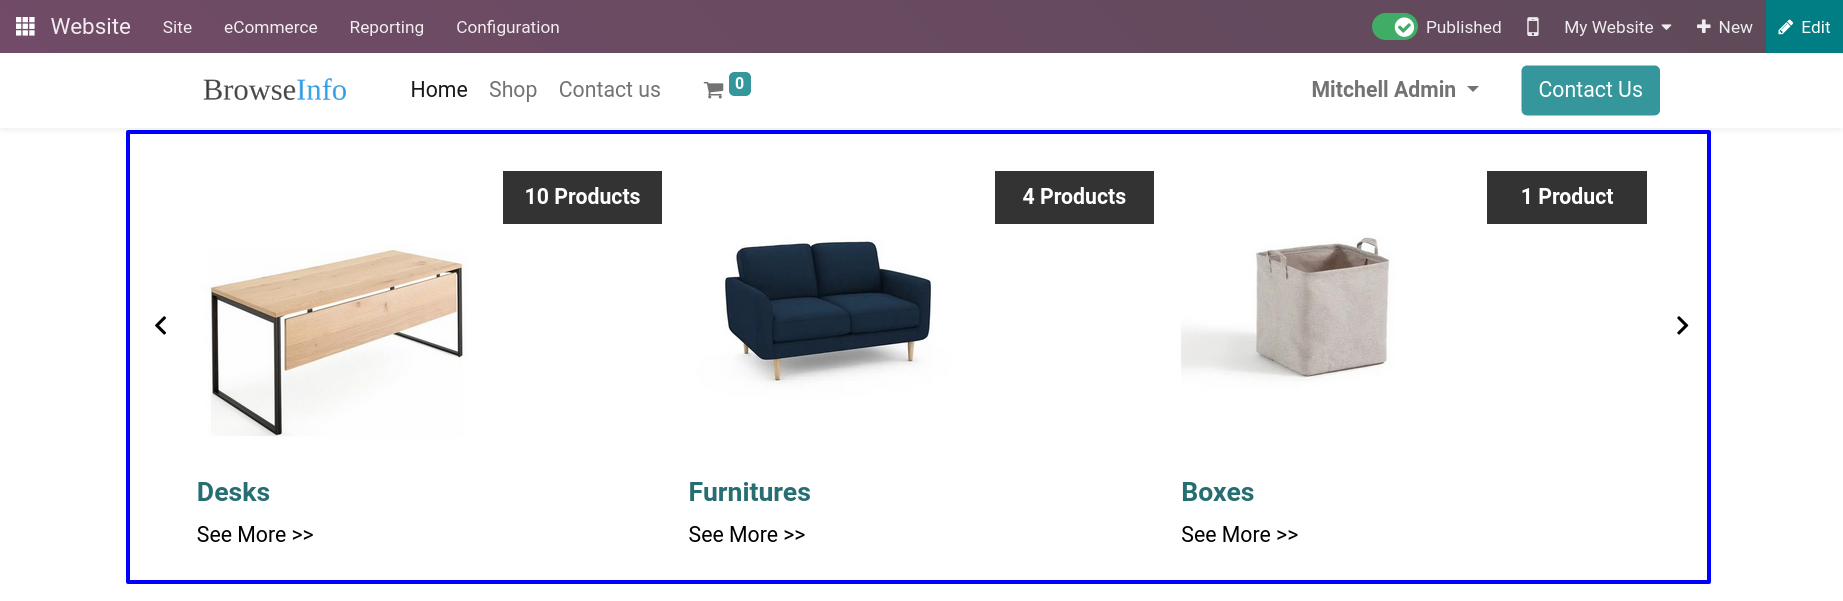 Website Site eCommerce Reporting Configuration Published My Website New Edit
BrowseInfo Home Shop Contact us 0 Mitchell Admin Contact Us
10 Products 4 Products 1 Product
Desks Furnitures Boxes
See More >> See More >> See More >>